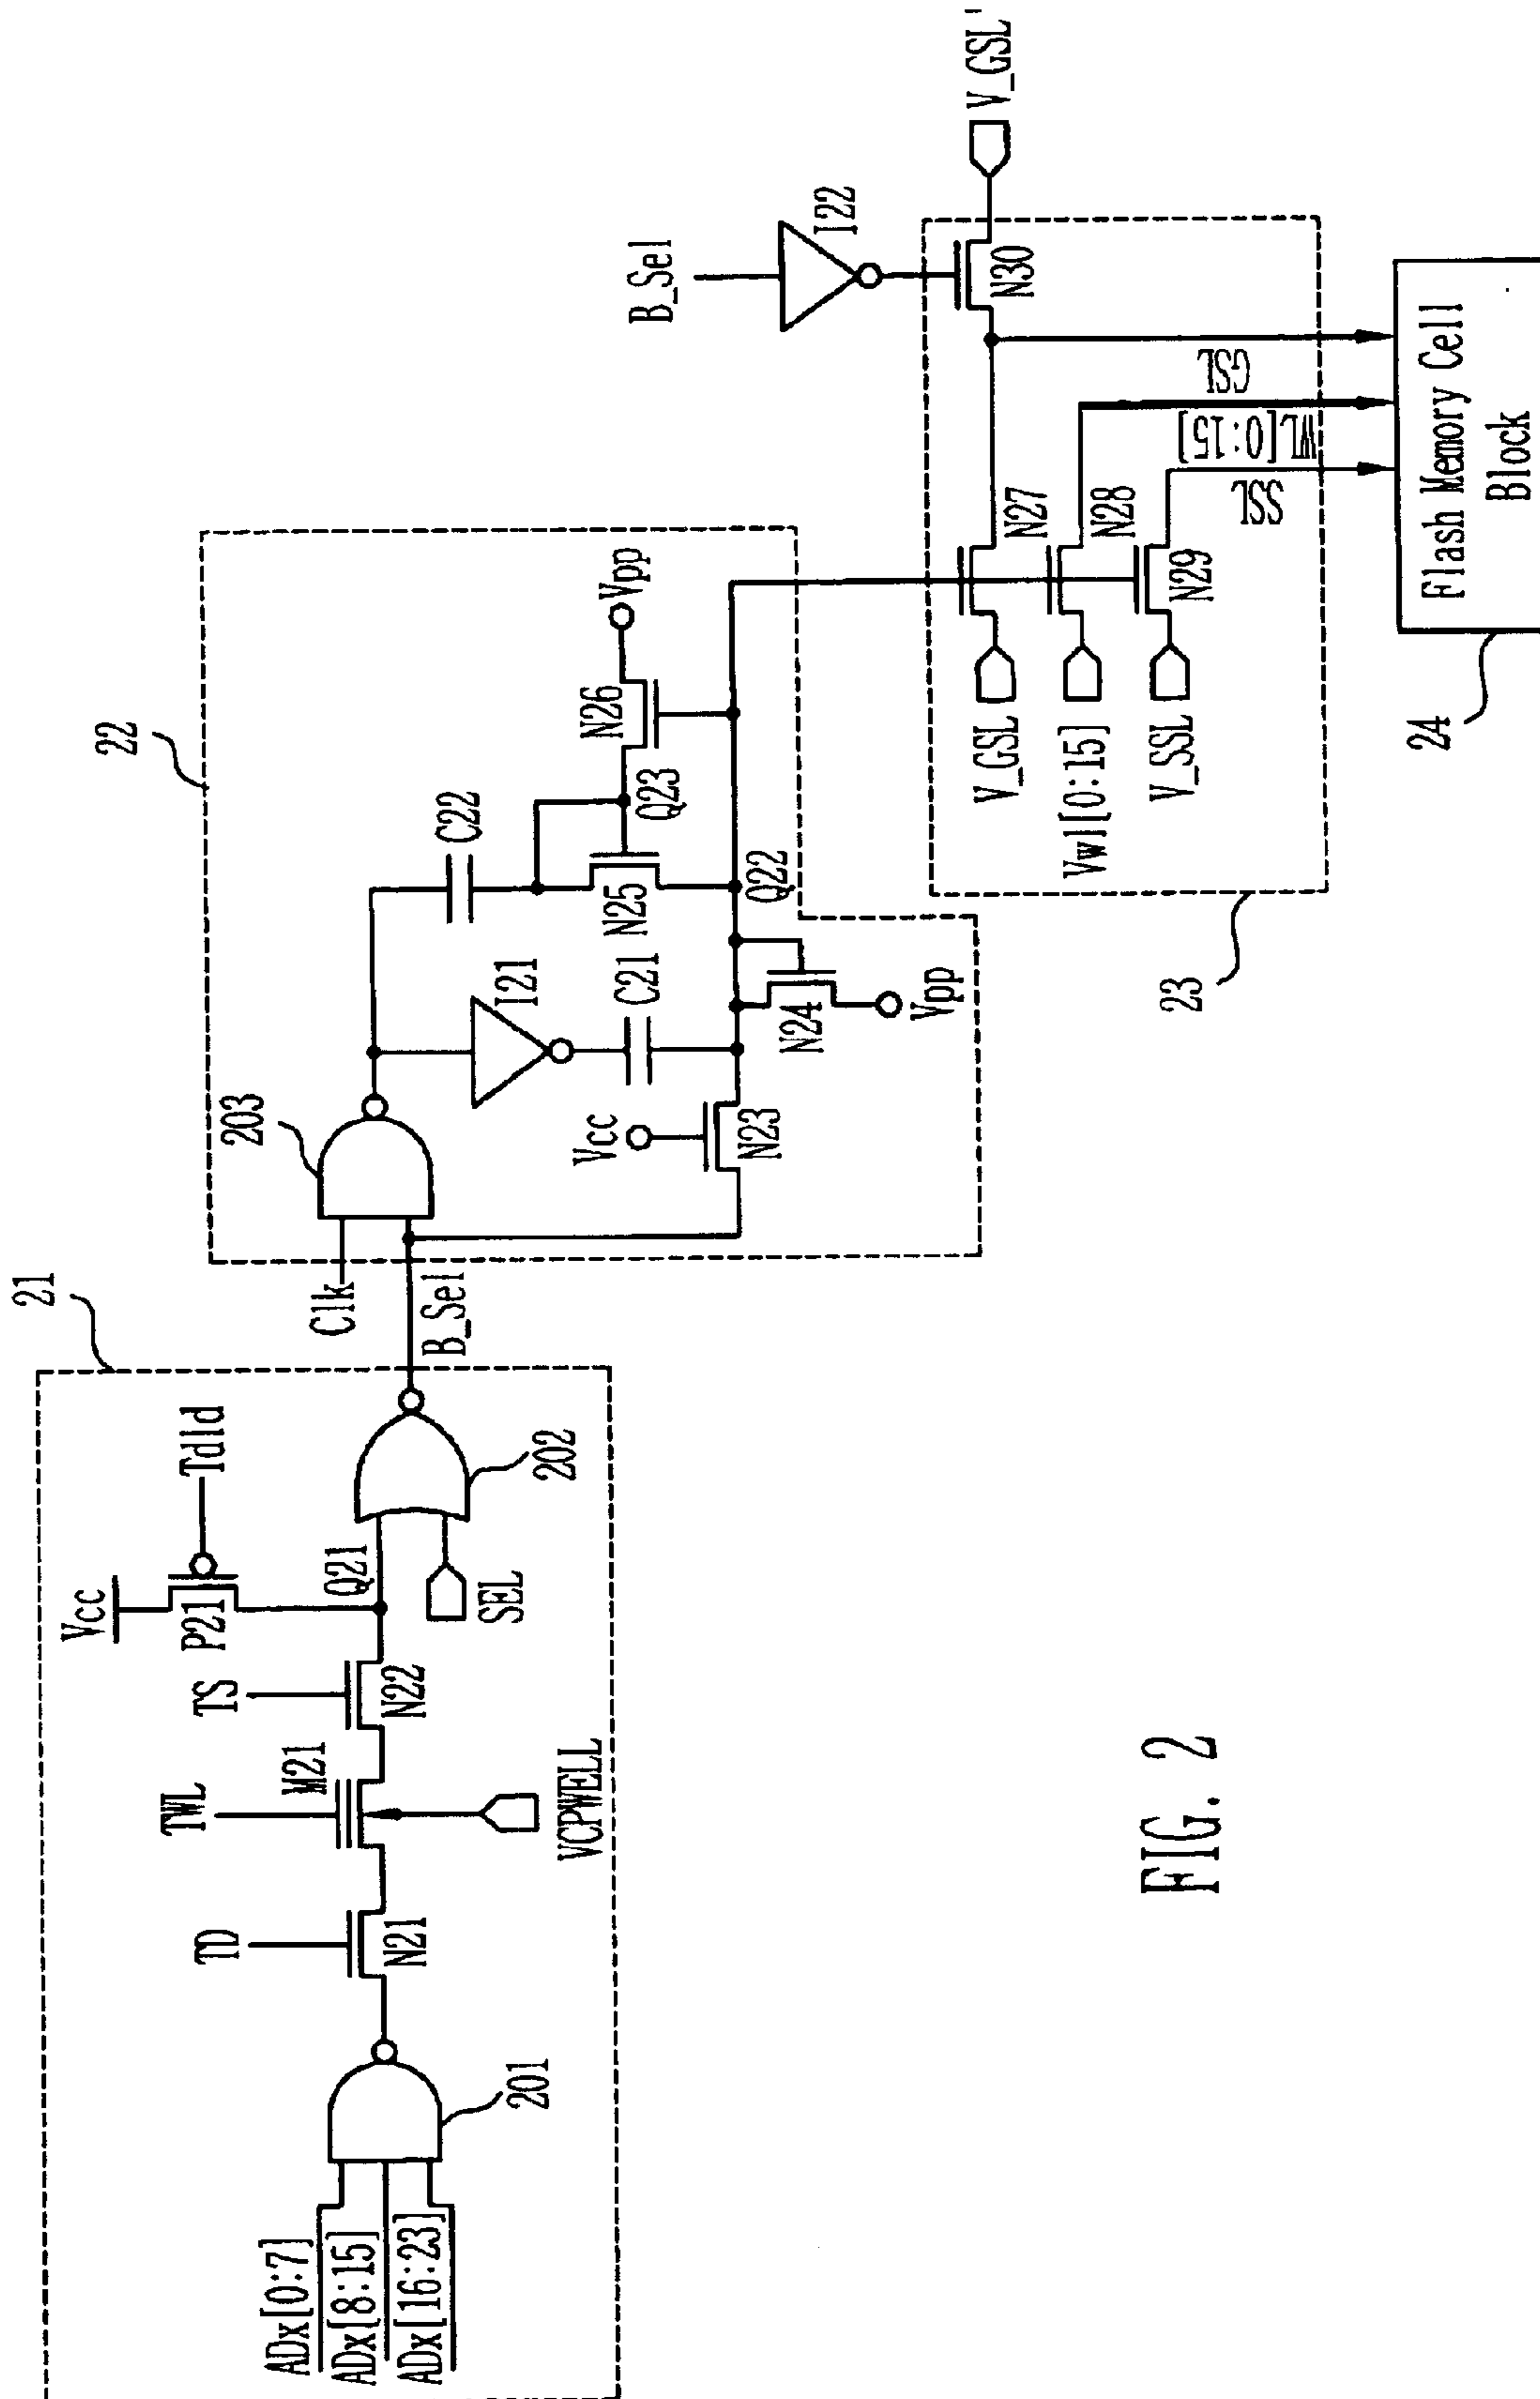 21
Vcc
P21
Tdld
TS
TWL
TD
N22
M21
N21
Q21
VCPWELL
SEL
201
202
ADx[0:7]
ADx[8:15]
ADx[16:23]
B_Sel
Clk
22
203
I21
C21
C22
Vcc
N23
N24
Vpp
N25
N26
Vpp
Q22
Q23
23
V_GSL
Vwl[0:15]
V_SSL
N27
N28
N29
N30
B_Sel
I22
V_GSL'
GSL
WL[0:15]
SSL
Flash Memory Cell
Block
24
FIG. 2